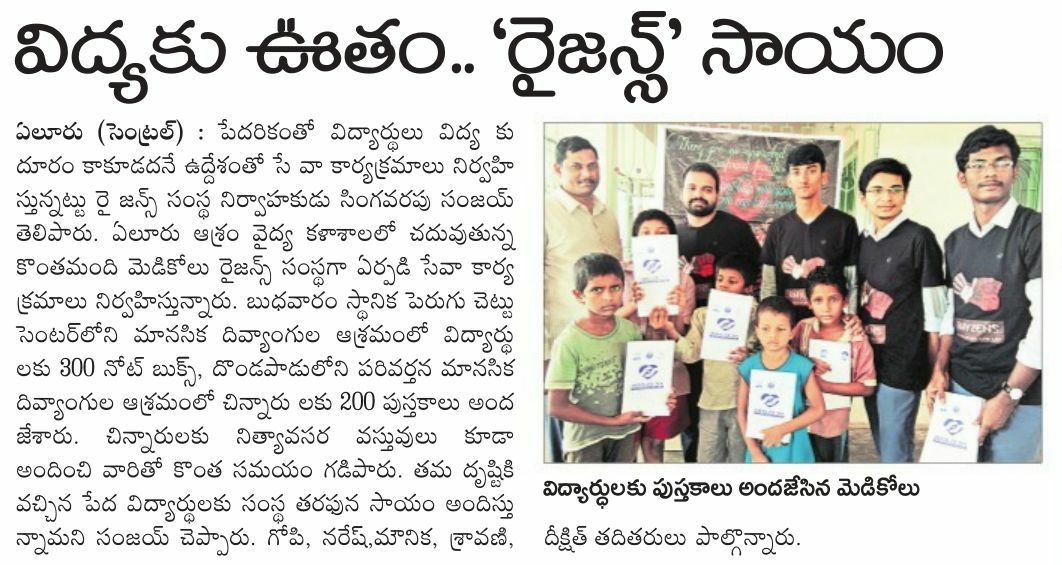 విద్యకు ఊతం.. ‘రైజన్స్’ సాయం
ఏలూరు (సెంట్రల్) : పేదరికంతో విద్యార్థులు విద్య కు
దూరం కాకూడదనే ఉద్దేశంతో సే వా కార్యక్రమాలు నిర్వహి
స్తున్నట్టు రై జన్స్ సంస్థ నిర్వాహకుడు సింగవరపు సంజయ్
తెలిపారు. ఏలూరు ఆశ్రం వైద్య కళాశాలలో చదువుతున్న
కొంతమంది మెడికోలు రైజన్స్ సంస్థగా ఏర్పడి సేవా కార్య
క్రమాలు నిర్వహిస్తున్నారు. బుధవారం స్థానిక పెరుగు చెట్టు
సెంటర్‌లోని మానసిక దివ్యాంగుల ఆశ్రమంలో విద్యార్థు
లకు 300 నోట్ బుక్స్, దొండపాడులోని పరివర్తన మానసిక
దివ్యాంగుల ఆశ్రమంలో చిన్నారు లకు 200 పుస్తకాలు అంద
జేశారు. చిన్నారులకు నిత్యావసర వస్తువులు కూడా
అందించి వారితో కొంత సమయం గడిపారు. తమ దృష్టికి
వచ్చిన పేద విద్యార్థులకు సంస్థ తరఫున సాయం అందిస్తు
న్నామని సంజయ్ చెప్పారు. గోపి, నరేష్,మౌనిక, శ్రావణి,
విద్యార్ధులకు పుస్తకాలు అందజేసిన మెడికోలు
దీక్షిత్ తదితరులు పాల్గొన్నారు.